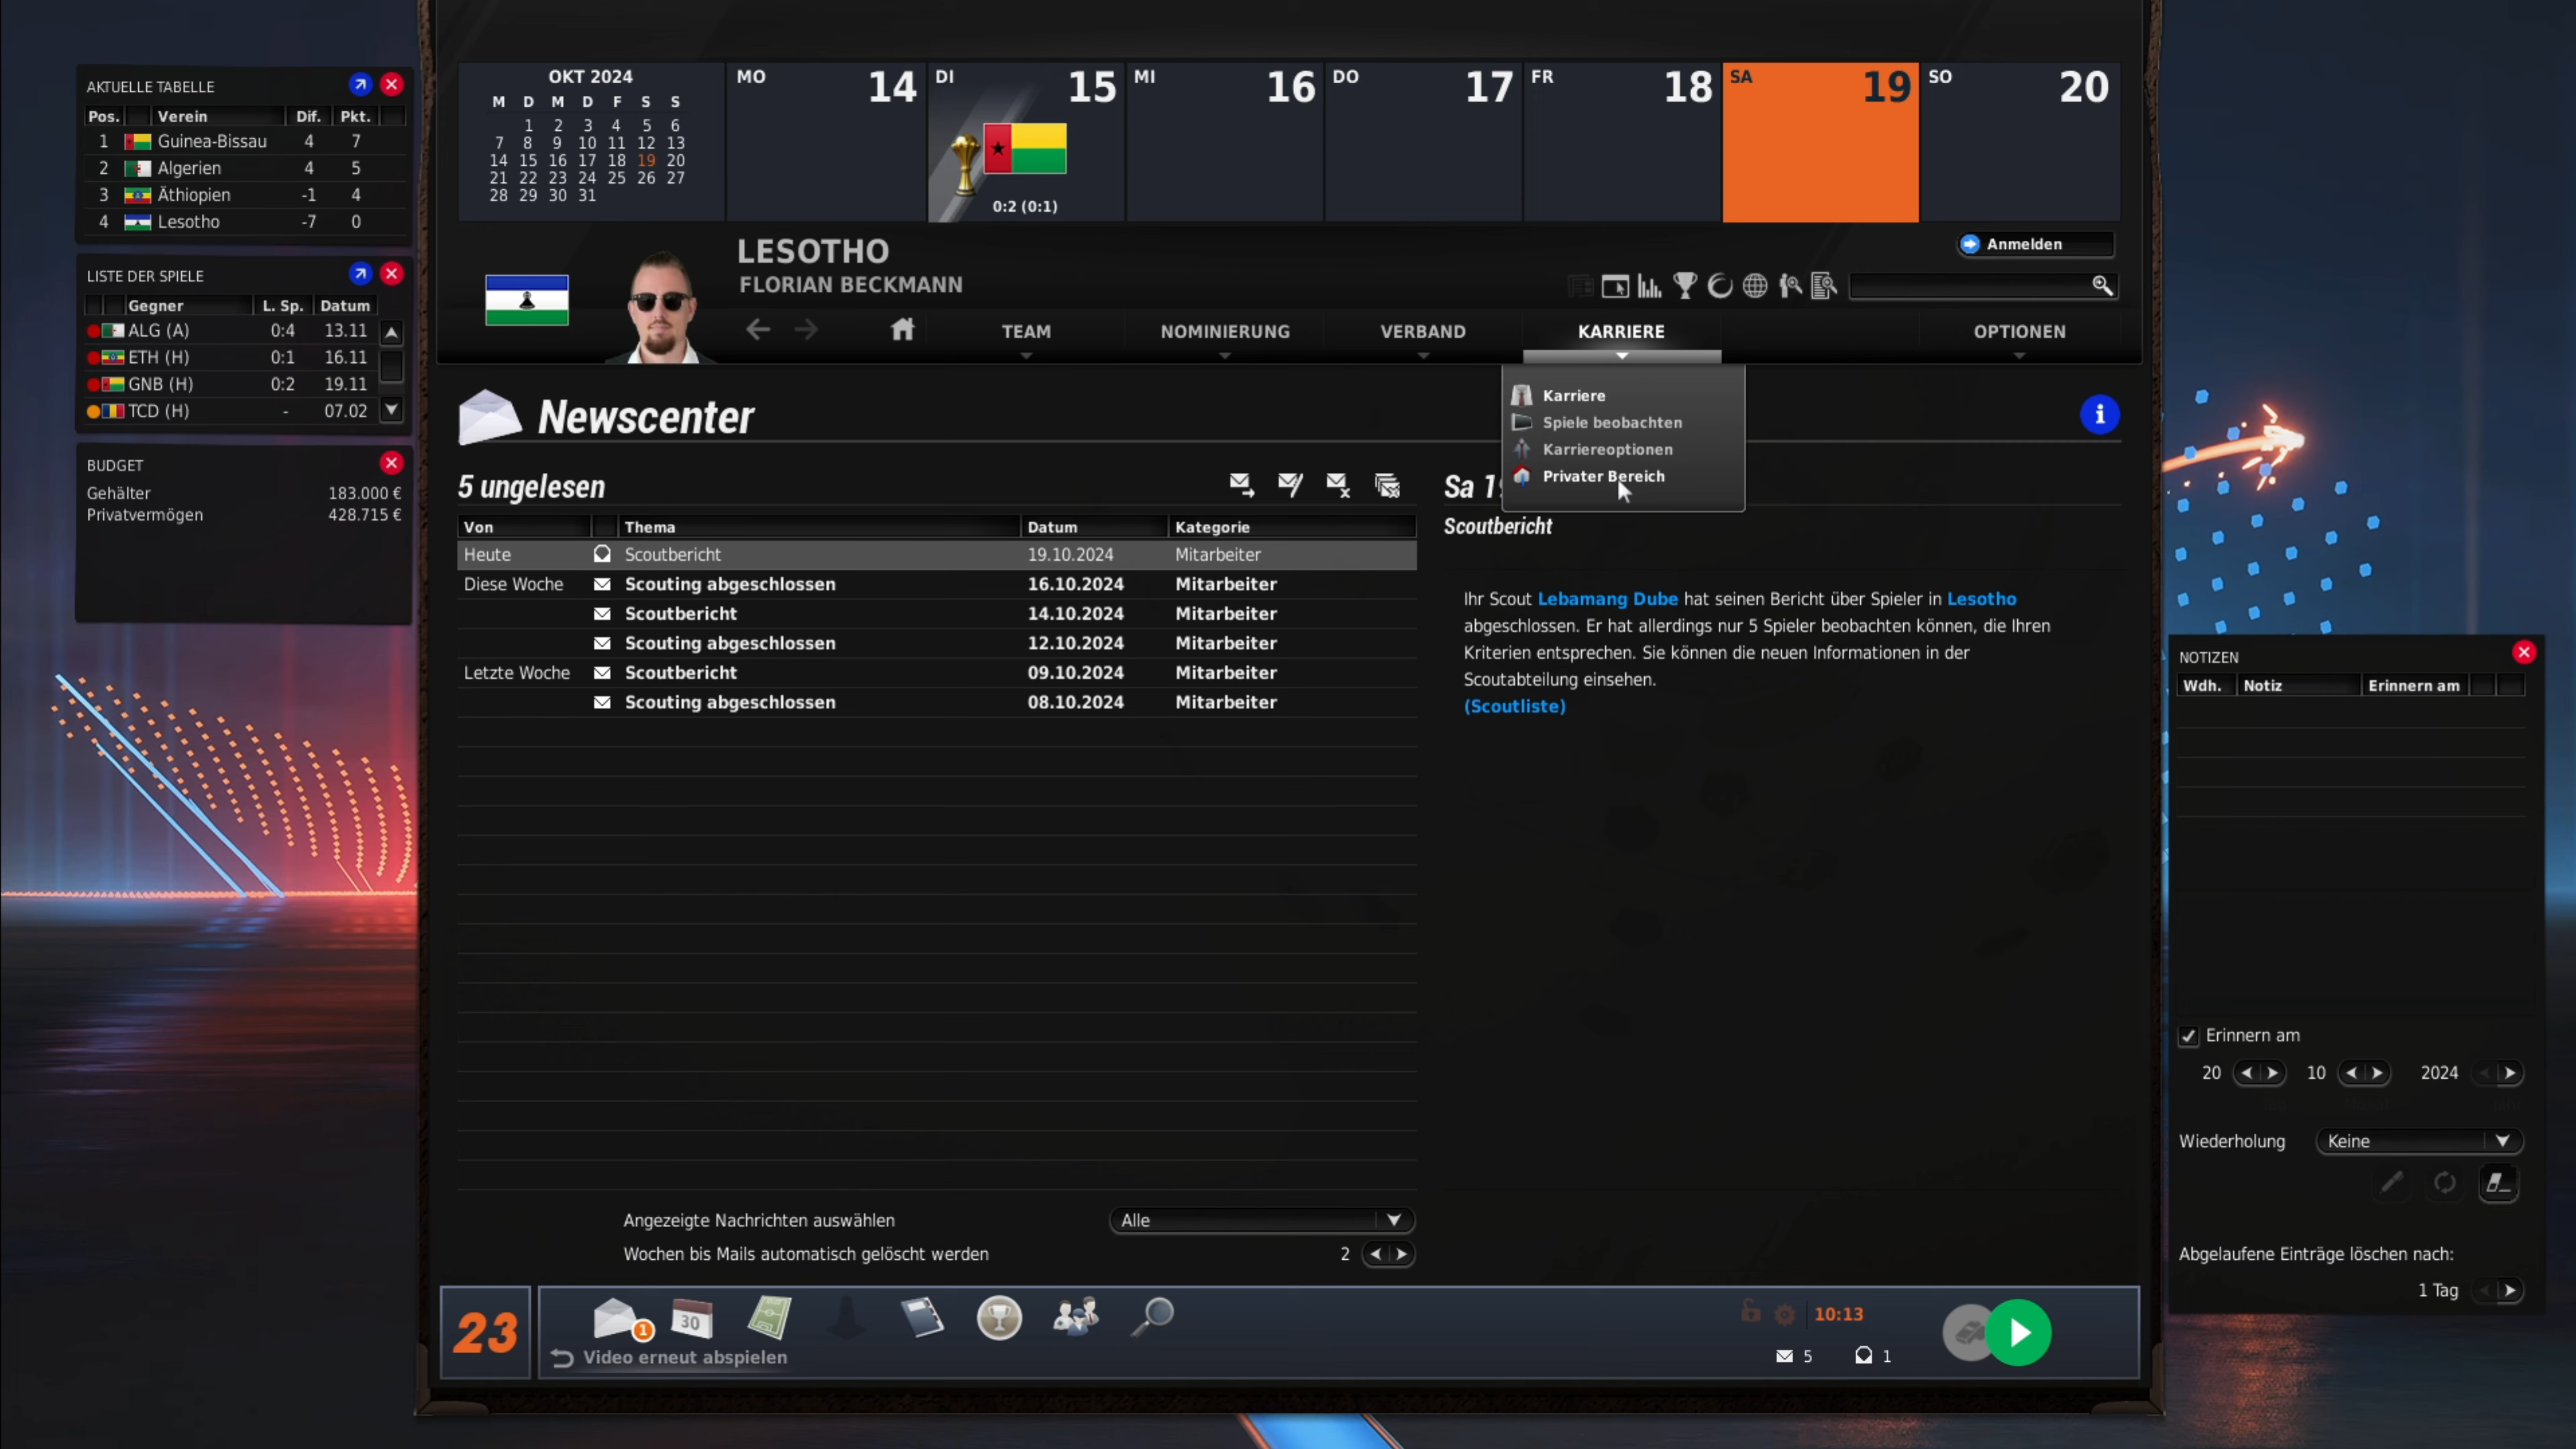 AKTUELLE TABELLE
Pos. Verein Dif. Pkt.
1 Guinea-Bissau 4 7
2 Algerien 4 5
3 Äthiopien -1 4
4 Lesotho -7 0
LISTE DER SPIELE
Gegner L. Sp. Datum
ALG (A) 0:4 13.11
ETH (H) 0:1 16.11
GNB (H) 0:2 19.11
TCD (H) - 07.02
BUDGET
Gehälter 183.000 €
Privatvermögen 428.715 €
OKT 2024
M D M D F S S
1 2 3 4 5 6
7 8 9 10 11 12 13
14 15 16 17 18 19 20
21 22 23 24 25 26 27
28 29 30 31
MO 14
DI 15
0:2 (0:1)
MI 16
DO 17
FR 18
SA 19
SO 20
LESOTHO
FLORIAN BECKMANN
Anmelden
TEAM NOMINIERUNG VERBAND KARRIERE OPTIONEN
Karriere
Spiele beobachten
Karriereoptionen
Privater Bereich
Newscenter
5 ungelesen
Von Thema Datum Kategorie
Heute Scoutbericht 19.10.2024 Mitarbeiter
Diese Woche Scouting abgeschlossen 16.10.2024 Mitarbeiter
Scoutbericht 14.10.2024 Mitarbeiter
Scouting abgeschlossen 12.10.2024 Mitarbeiter
Letzte Woche Scoutbericht 09.10.2024 Mitarbeiter
Scouting abgeschlossen 08.10.2024 Mitarbeiter
Angezeigte Nachrichten auswählen Alle
Wochen bis Mails automatisch gelöscht werden 2
Sa
Scoutbericht
Ihr Scout Lebamang Dube hat seinen Bericht über Spieler in Lesotho
abgeschlossen. Er hat allerdings nur 5 Spieler beobachten können, die Ihren
Kriterien entsprechen. Sie können die neuen Informationen in der
Scoutabteilung einsehen.
(Scoutliste)
NOTIZEN
Wdh. Notiz Erinnern am
Erinnern am
20 10 2024
Wiederholung Keine
Abgelaufene Einträge löschen nach:
1 Tag
23
1
30
Video erneut abspielen
10:13
5 1